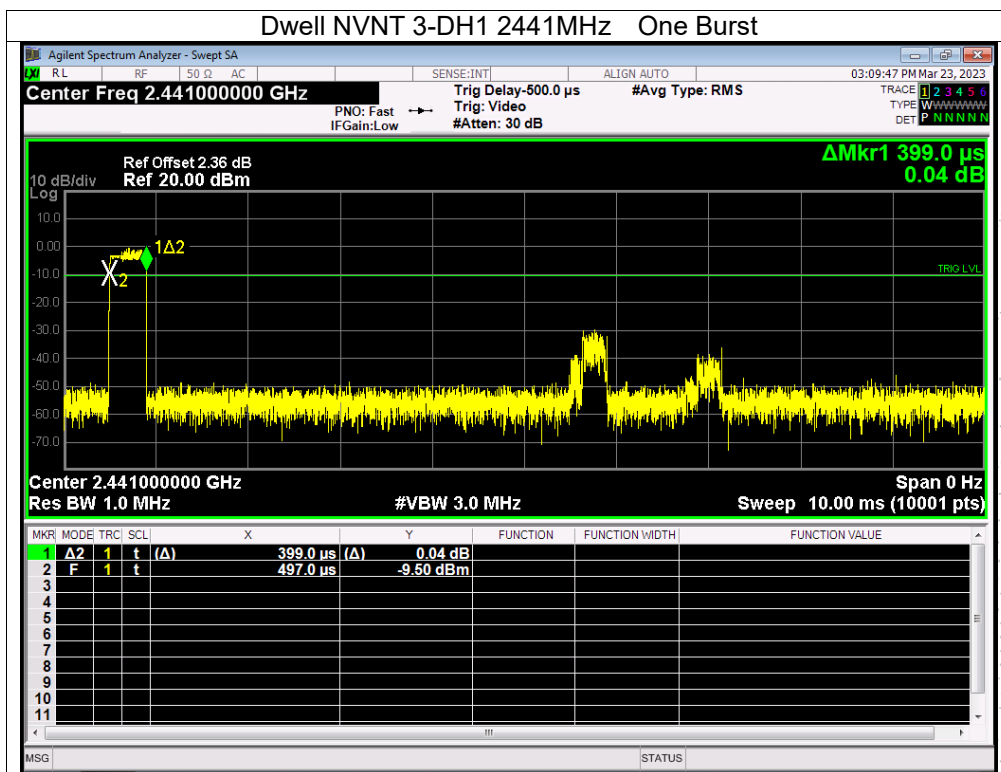 Dwell NVNT 3-DH1 2441MHz One Burst
Agilent Spectrum Analyzer - Swept SA
LXI RL RF 50 Ω AC SENSE:INT ALIGN AUTO 03:09:47 PM Mar 23, 2023
Center Freq 2.441000000 GHz Trig Delay-500.0 µs #Avg Type: RMS TRACE 1 2 3 4 5 6
PNO: Fast Trig: Video TYPE WWWWWW
IFGain:Low #Atten: 30 dB DET P N N N N N
ΔMkr1 399.0 µs
0.04 dB
Ref Offset 2.36 dB
10 dB/div Ref 20.00 dBm
Log
10.0
0.00
1Δ2
-10.0
X2
TRIG LVL
-20.0
-30.0
-40.0
-50.0
-60.0
-70.0
Center 2.441000000 GHz Span 0 Hz
Res BW 1.0 MHz #VBW 3.0 MHz Sweep 10.00 ms (10001 pts)
MKR MODE TRC SCL X Y FUNCTION FUNCTION WIDTH FUNCTION VALUE
1 Δ2 1 t (Δ) 399.0 µs (Δ) 0.04 dB
2 F 1 t 497.0 µs -9.50 dBm
3
4
5
6
7
8
9
10
11
MSG STATUS